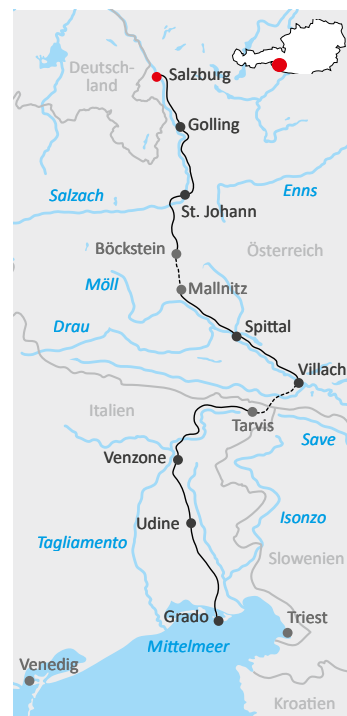 Deutsch-
land
Salzburg
Golling
Salzach
Enns
St. Johann
Böckstein
Österreich
Möll
Mallnitz
Drau
Spittal
Villach
Italien
Tarvis
Save
Venzone
Isonzo
Udine
Tagliamento
Slowenien
Grado
Triest
Mittelmeer
Venedig
Kroatien